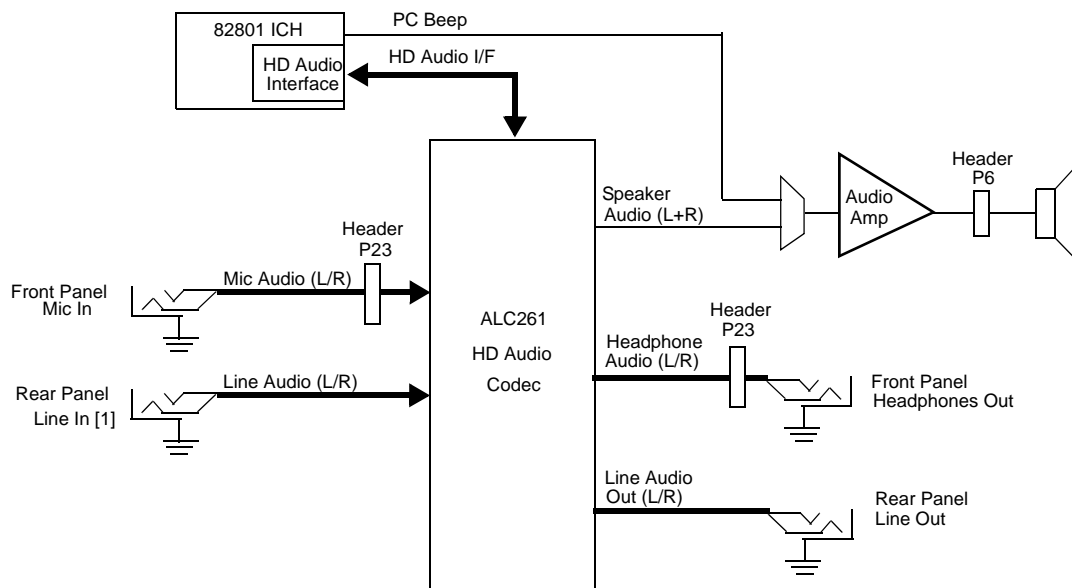 82801 ICH
PC Beep
HD Audio
Interface
HD Audio I/F
Header
P6
Audio
Amp
Speaker
Audio (L+R)
Header
P23
Mic Audio (L/R)
Front Panel
Mic In
ALC261
HD Audio
Codec
Header
P23
Headphone
Audio (L/R)
Front Panel
Headphones Out
Rear Panel
Line In [1]
Line Audio (L/R)
Line Audio
Out (L/R)
Rear Panel
Line Out